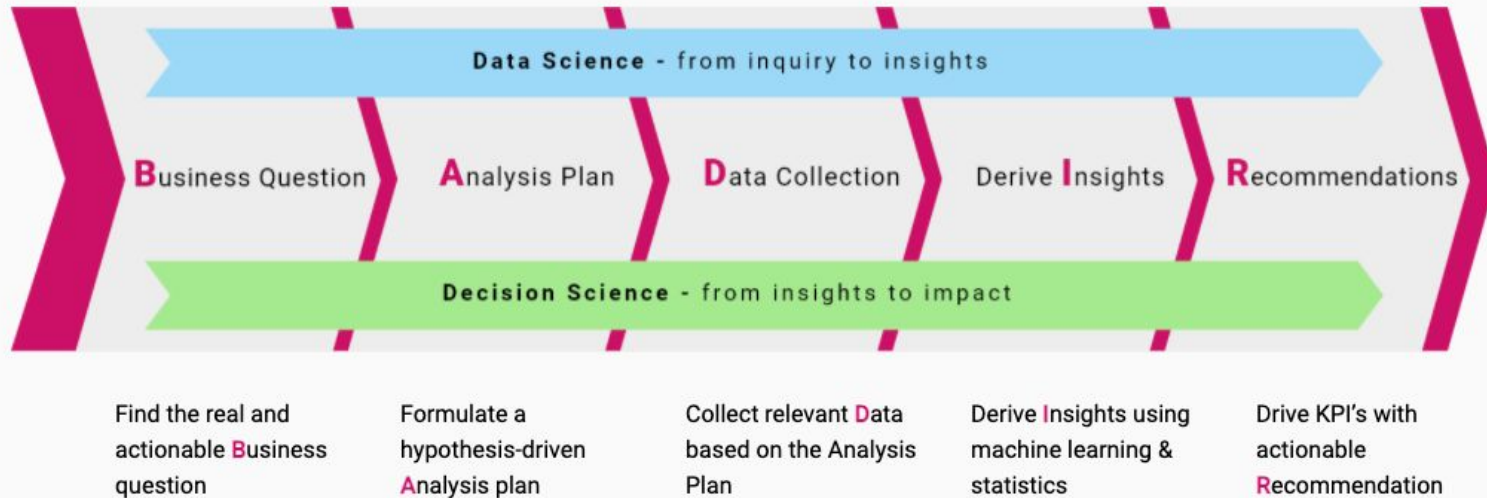 Data Science - from inquiry to insights
Business Question
Analysis Plan
Data Collection
Derive Insights
Recommendations
Decision Science - from insights to impact
Find the real and
actionable Business
question
Formulate a
hypothesis-driven
Analysis plan
Collect relevant Data
based on the Analysis
Plan
Derive Insights using
machine learning &
statistics
Drive KPI's with
actionable
Recommendation